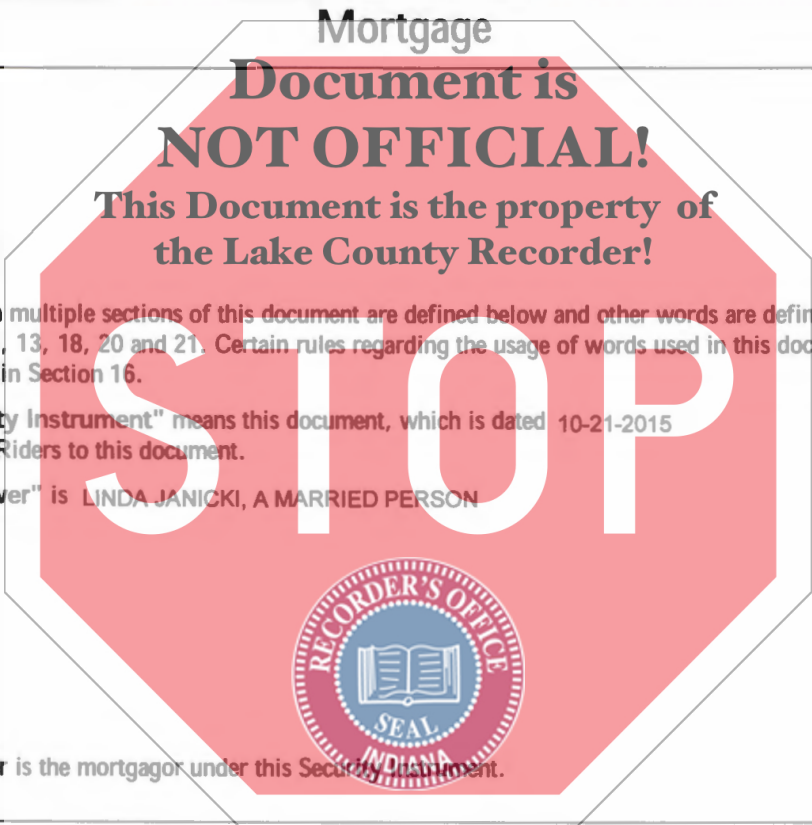 Mortgage
Document is
NOT OFFICIAL!
This Document is the property of
the Lake County Recorder!
multiple sections of this document are defined below and other words are defin
, 13, 18, 20 and 21. Certain rules regarding the usage of words used in this doc
in Section 16.
ty Instrument" means this document, which is dated 10-21-2015
Riders to this document.
er" is LINDA JANICKI, A MARRIED PERSON
STOP
RECORDER'S OFFICE
SEAL
INDIANA
r is the mortgagor under this Security Instrument.